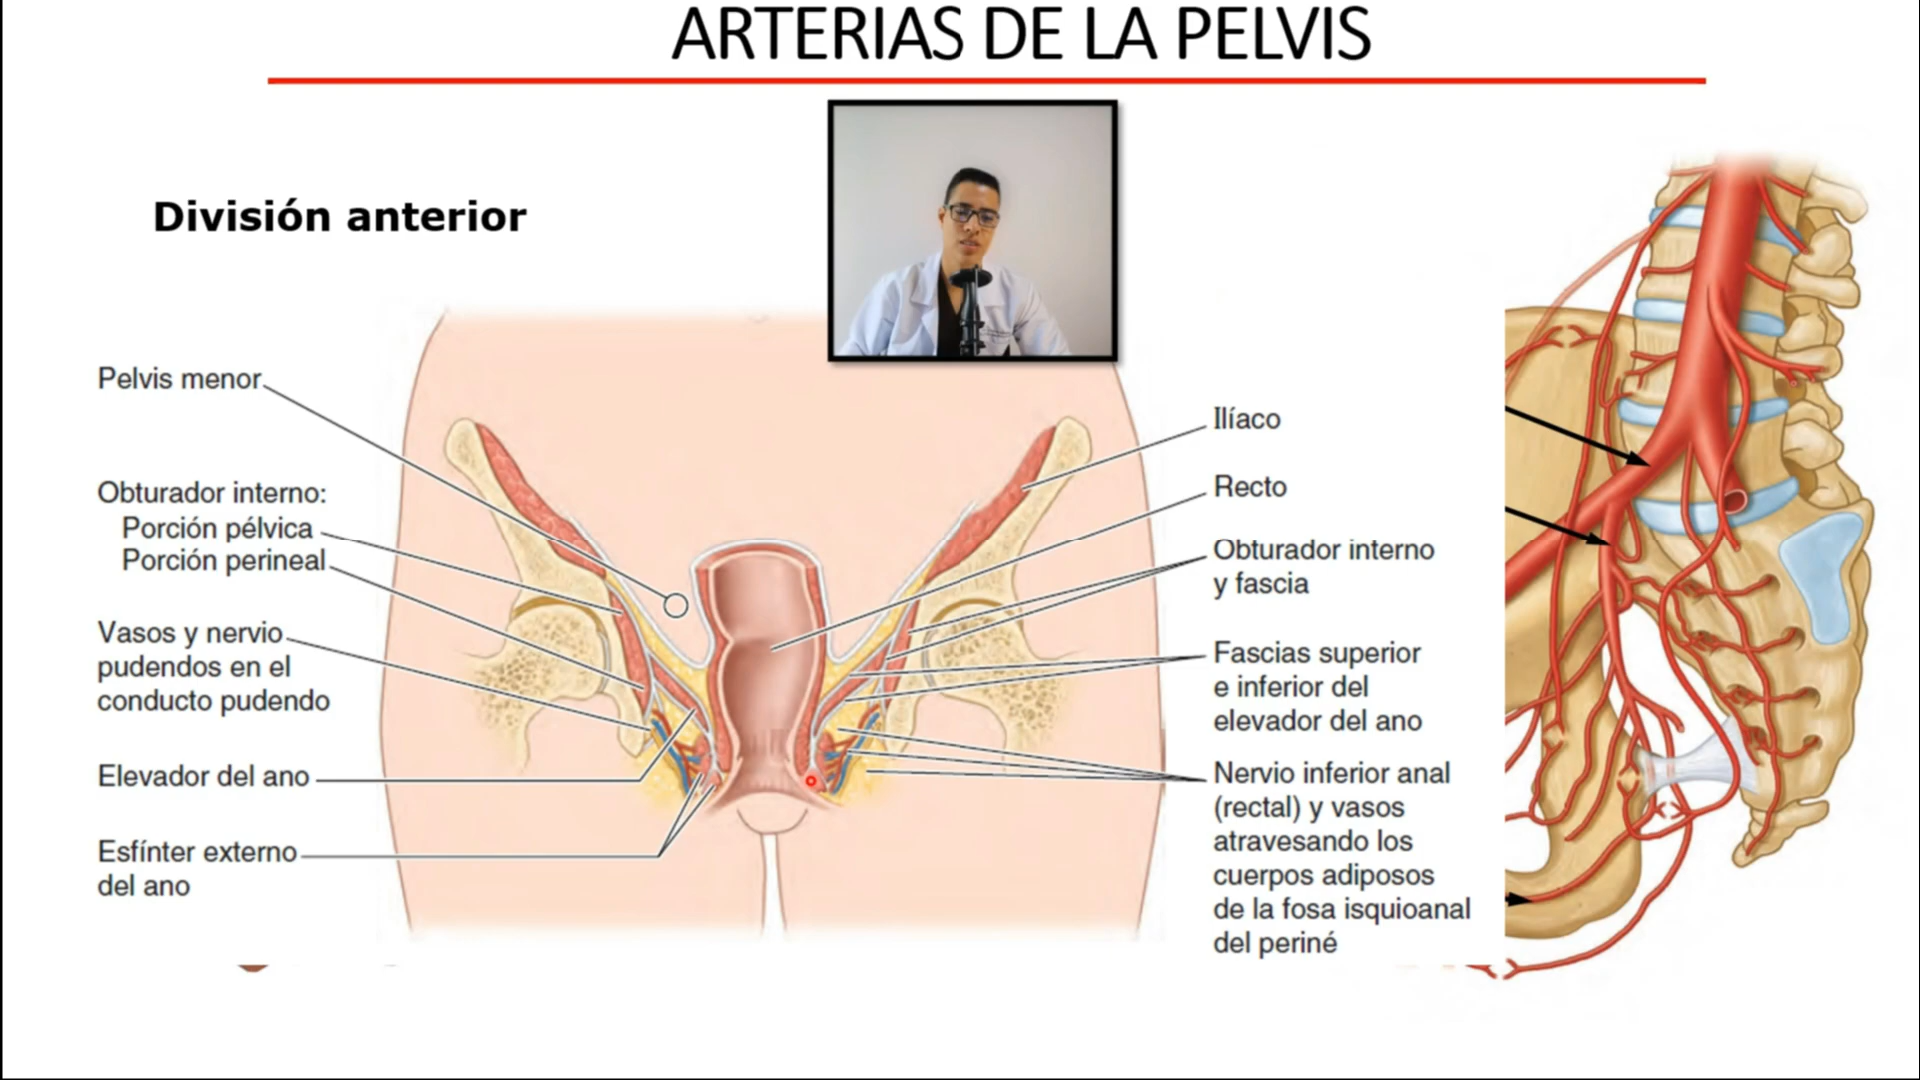 ARTERIAS DE LA PELVIS
División anterior
Pelvis menor
Obturador interno:
Porción pélvica
Porción perineal
Vasos y nervio
pudendos en el
conducto pudendo
Elevador del ano
Esfínter externo
del ano
Ilíaco
Recto
Obturador interno
y fascia
Fascias superior
e inferior del
elevador del ano
Nervio inferior anal
(rectal) y vasos
atravesando los
cuerpos adiposos
de la fosa isquioanal
del periné